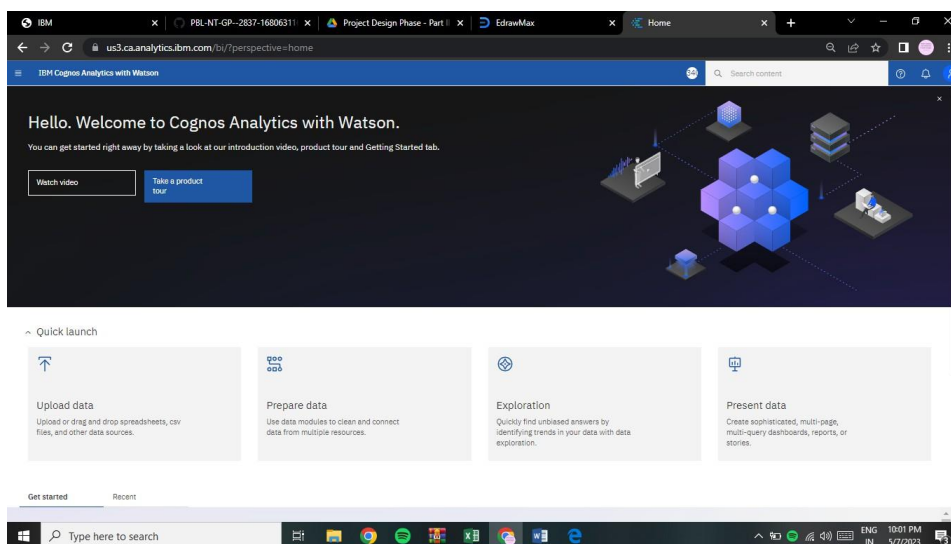 IBM
PBL-NT-GP--2837-1680631
Project Design Phase - Part I
EdrawMax
Home
us3.ca.analytics.ibm.com/bi/?perspective=home
IBM Cognos Analytics with Watson
Search content
Hello. Welcome to Cognos Analytics with Watson.
You can get started right away by taking a look at our introduction video, product tour and Getting Started tab.
Watch video
Take a product
tour
Quick launch
Upload data
Upload or drag and drop spreadsheets, csv
files, and other data sources.
Prepare data
Use data modules to clean and connect
data from multiple resources.
Exploration
Quickly find unbiased answers by
identifying trends in your data with data
exploration.
Present data
Create sophisticated, multi-page,
multi-query dashboards, reports, or
stories.
Get started
Recent
Type here to search
ENG
IN
10:01 PM
5/7/2023